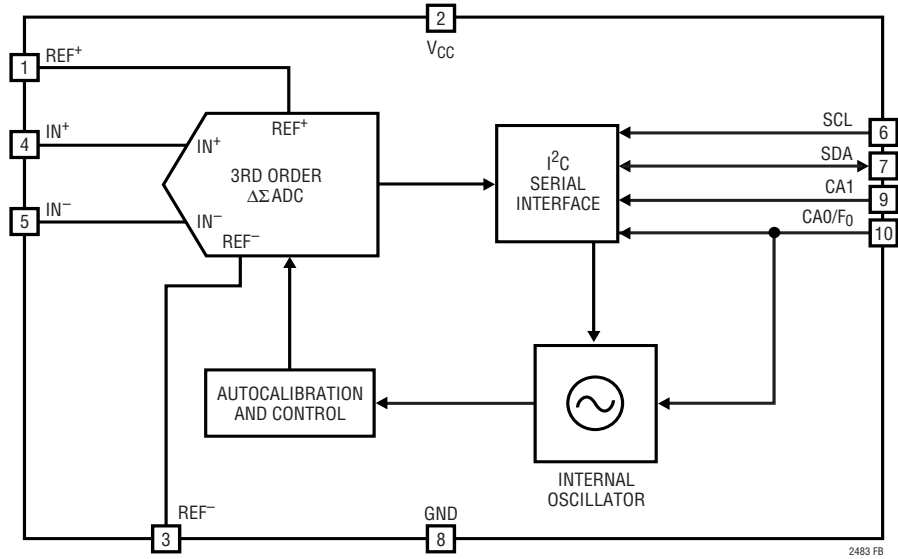 2
V_CC
1
REF⁺
REF⁺
4
IN⁺
IN⁺
3RD ORDER
ΔΣ ADC
5
IN⁻
IN⁻
REF⁻
I²C
SERIAL
INTERFACE
SCL
6
SDA
7
CA1
9
CA0/F₀
10
AUTOCALIBRATION
AND CONTROL
INTERNAL
OSCILLATOR
REF⁻
3
GND
8
2483 FB